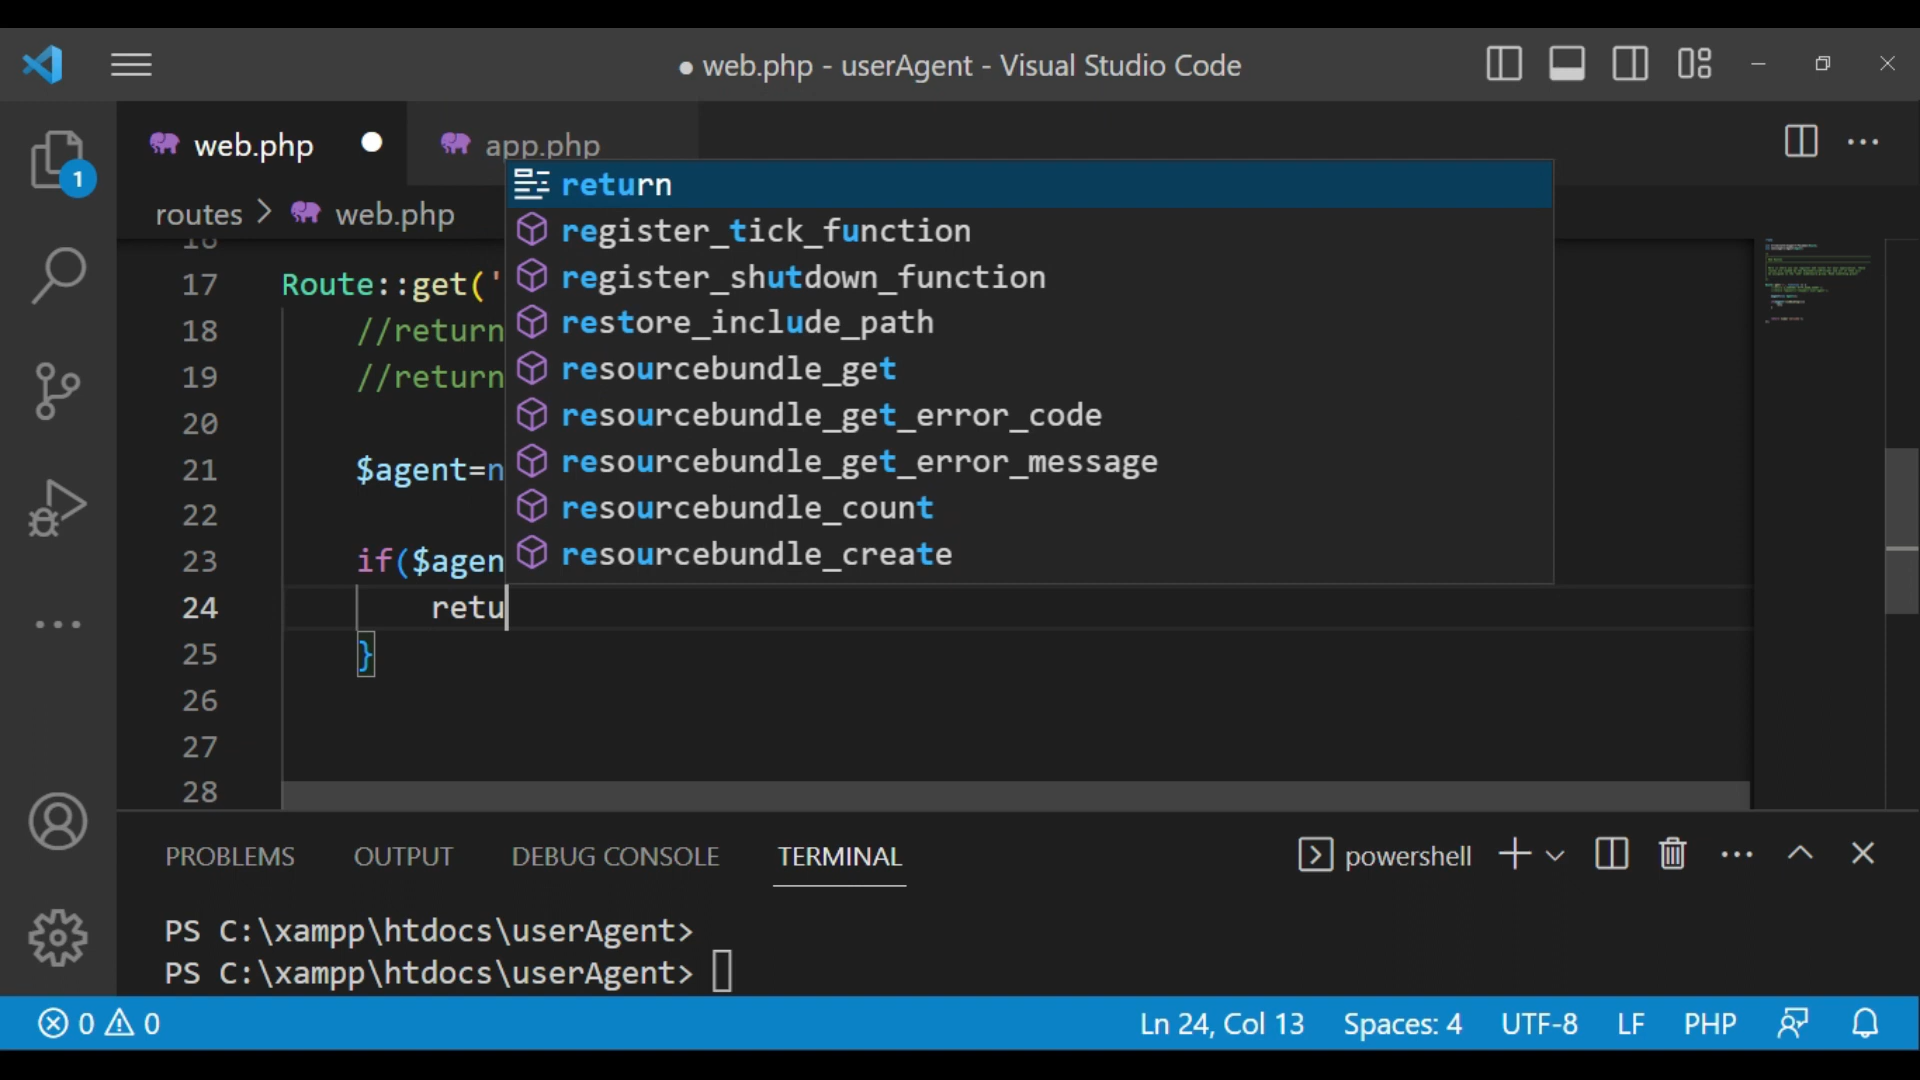 ● web.php - userAgent - Visual Studio Code
web.php ● app.php
1
routes > web.php
return
register_tick_function
register_shutdown_function
restore_include_path
resourcebundle_get
resourcebundle_get_error_code
resourcebundle_get_error_message
resourcebundle_count
resourcebundle_create
16
17 Route::get('
18 //return
19 //return
20
21 $agent=n
22
23 if($agen
24 retu
25 }
26
27
28
PROBLEMS OUTPUT DEBUG CONSOLE TERMINAL powershell
PS C:\xampp\htdocs\userAgent>
PS C:\xampp\htdocs\userAgent>
0 0 Ln 24, Col 13 Spaces: 4 UTF-8 LF PHP